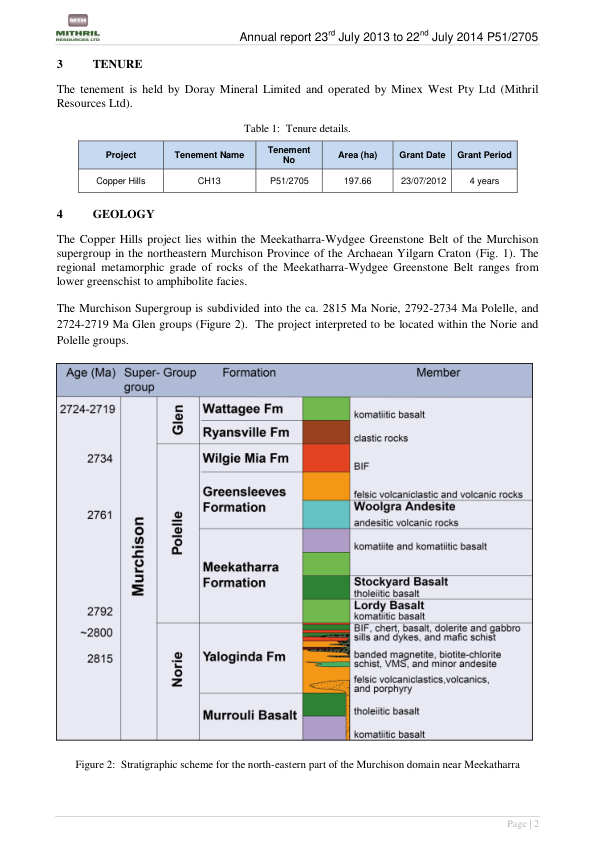 MITHRIL
RESOURCES LTD
Annual report 23rd July 2013 to 22nd July 2014 P51/2705
3 TENURE
The tenement is held by Doray Mineral Limited and operated by Minex West Pty Ltd (Mithril
Resources Ltd).
Table 1: Tenure details.
Project Tenement Name Tenement No Area (ha) Grant Date Grant Period
Copper Hills CH13 P51/2705 197.66 23/07/2012 4 years
4 GEOLOGY
The Copper Hills project lies within the Meekatharra-Wydgee Greenstone Belt of the Murchison
supergroup in the northeastern Murchison Province of the Archaean Yilgarn Craton (Fig. 1). The
regional metamorphic grade of rocks of the Meekatharra-Wydgee Greenstone Belt ranges from
lower greenschist to amphibolite facies.
The Murchison Supergroup is subdivided into the ca. 2815 Ma Norie, 2792-2734 Ma Polelle, and
2724-2719 Ma Glen groups (Figure 2). The project interpreted to be located within the Norie and
Polelle groups.
Age (Ma) Super- Group Formation Member
group
2724-2719 Glen Wattagee Fm komatiitic basalt
Ryansville Fm clastic rocks
2734 Wilgie Mia Fm BIF
Greensleeves felsic volcaniclastic and volcanic rocks
Formation Woolgra Andesite
2761 andesitic volcanic rocks
Murchison Polelle komatiite and komatiitic basalt
Meekatharra
Formation Stockyard Basalt
tholeiitic basalt
2792 Lordy Basalt
komatiitic basalt
~2800 BIF, chert, basalt, dolerite and gabbro
sills and dykes, and mafic schist
2815 Norie Yaloginda Fm banded magnetite, biotite-chlorite
schist, VMS, and minor andesite
felsic volcaniclastics,volcanics,
and porphyry
Murrouli Basalt tholeiitic basalt
komatiitic basalt
Figure 2: Stratigraphic scheme for the north-eastern part of the Murchison domain near Meekatharra
Page | 2